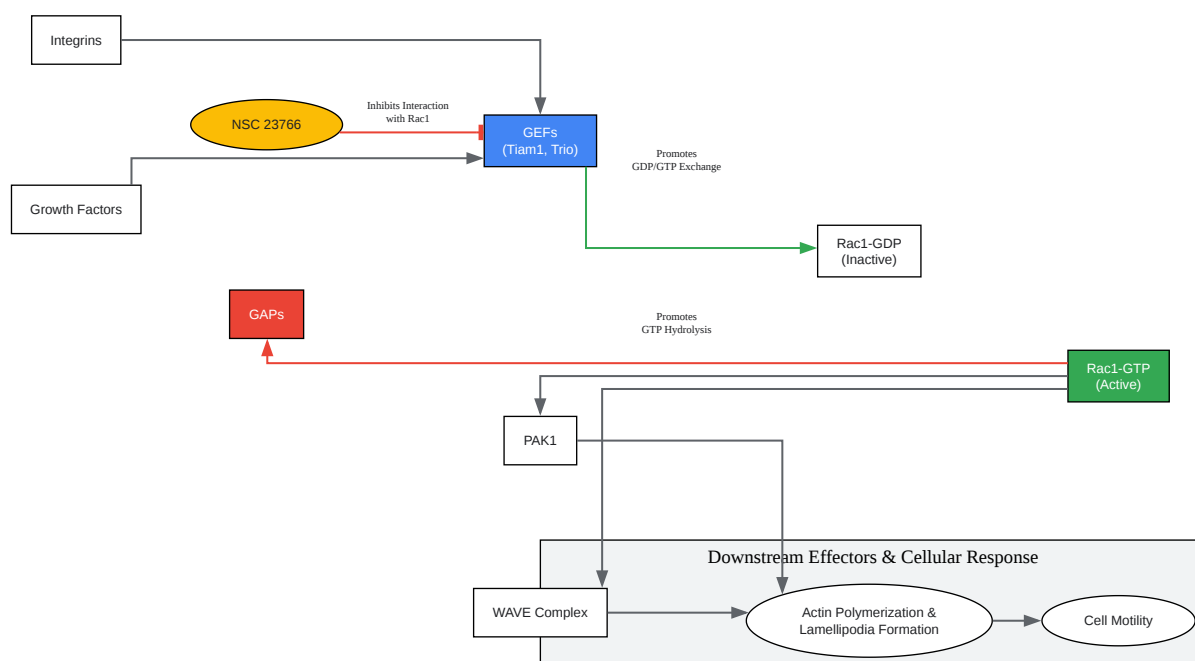 Integrins
Inhibits Interaction
with Rac1
NSC 23766
GEFs
(Tiam1, Trio)
Promotes
GDP/GTP Exchange
Growth Factors
Rac1-GDP
(Inactive)
GAPs
Promotes
GTP Hydrolysis
Rac1-GTP
(Active)
PAK1
Downstream Effectors & Cellular Response
WAVE Complex
Actin Polymerization &
Lamellipodia Formation
Cell Motility